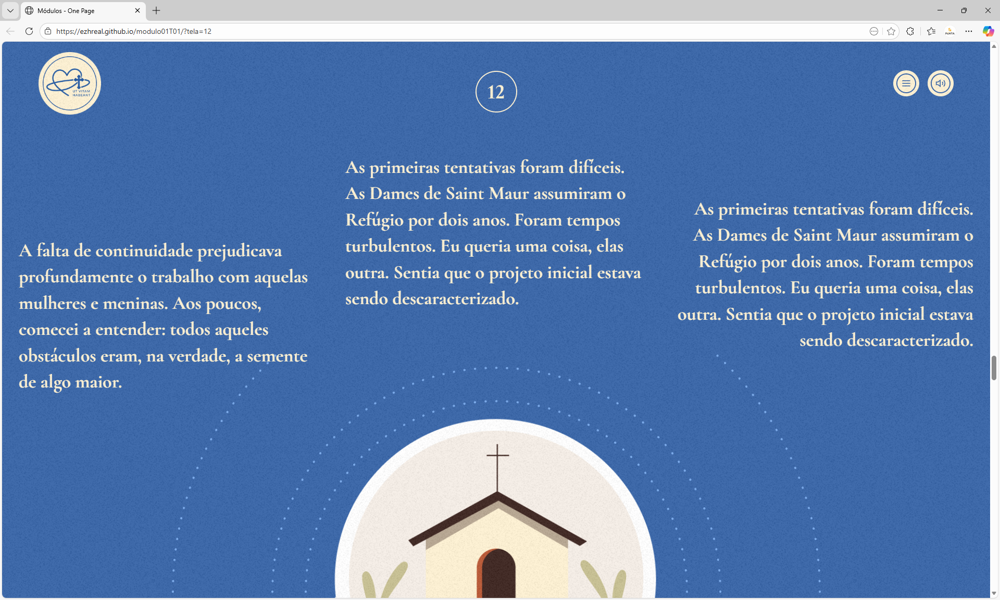 Módulos - One Page
https://ezhreal.github.io/modulo01T01/?tela=12
PENTA
UT VITAM
HABEANT
12
A falta de continuidade prejudicava
profundamente o trabalho com aquelas
mulheres e meninas. Aos poucos,
comecei a entender: todos aqueles
obstáculos eram, na verdade, a semente
de algo maior.
As primeiras tentativas foram difíceis.
As Dames de Saint Maur assumiram o
Refúgio por dois anos. Foram tempos
turbulentos. Eu queria uma coisa, elas
outra. Sentia que o projeto inicial estava
sendo descaracterizado.
As primeiras tentativas foram difíceis.
As Dames de Saint Maur assumiram o
Refúgio por dois anos. Foram tempos
turbulentos. Eu queria uma coisa, elas
outra. Sentia que o projeto inicial estava
sendo descaracterizado.